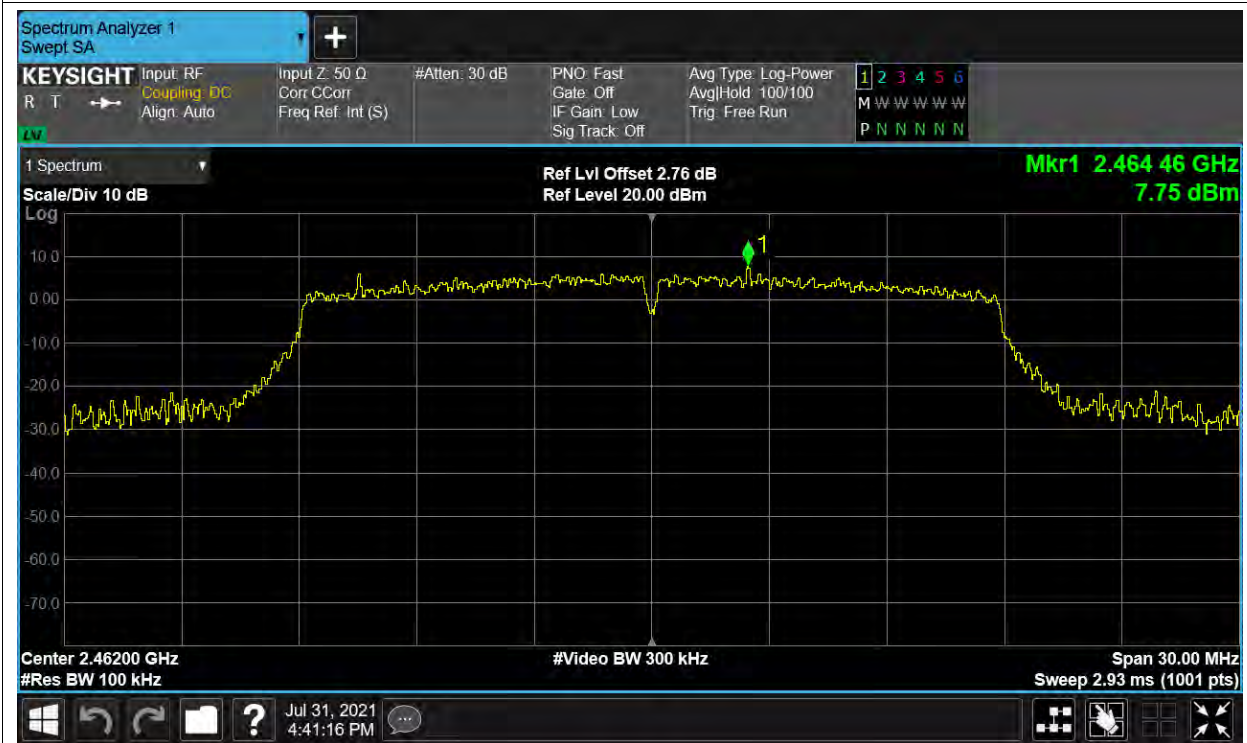 Spectrum Analyzer 1
Swept SA
+
KEYSIGHT
R T
LV
Input: RF
Coupling: DC
Align: Auto
Input Z: 50 Ω
Corr CCorr
Freq Ref: Int (S)
#Atten: 30 dB
PNO: Fast
Gate: Off
IF Gain: Low
Sig Track: Off
Avg Type: Log-Power
Avg|Hold: 100/100
Trig: Free Run
1 2 3 4 5 6
M W W W W W
P N N N N N
1 Spectrum
Scale/Div 10 dB
Ref Lvl Offset 2.76 dB
Ref Level 20.00 dBm
Mkr1 2.464 46 GHz
7.75 dBm
Log
10.0
0.00
-10.0
-20.0
-30.0
-40.0
-50.0
-60.0
-70.0
1
Center 2.46200 GHz
#Res BW 100 kHz
#Video BW 300 kHz
Span 30.00 MHz
Sweep 2.93 ms (1001 pts)
?
Jul 31, 2021
4:41:16 PM